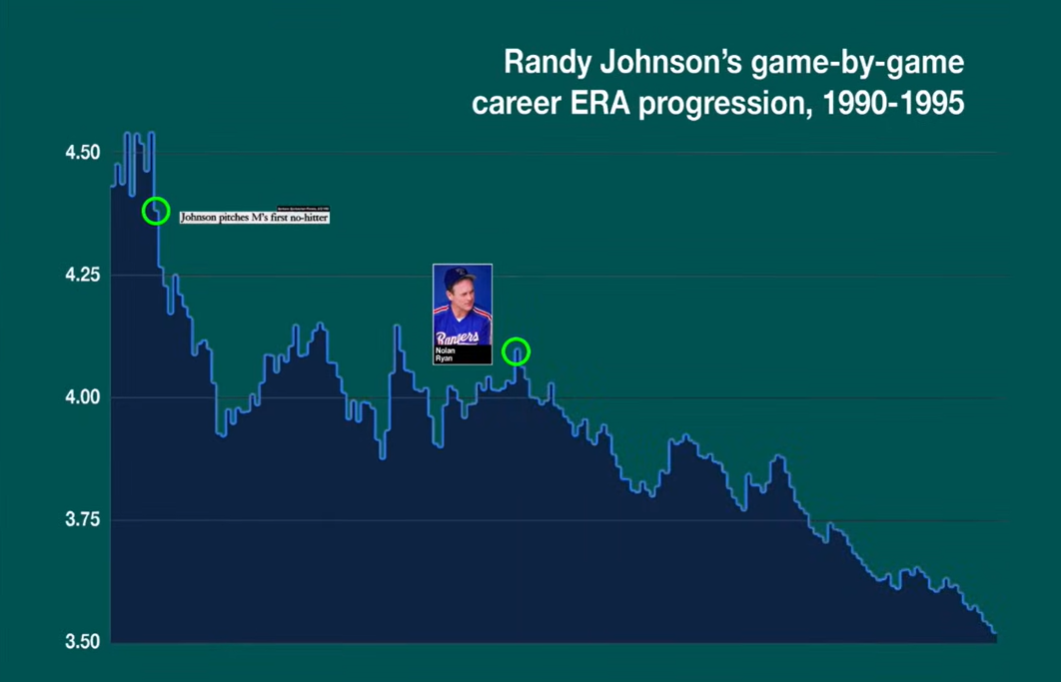 Randy Johnson's game-by-game
career ERA progression, 1990-1995
4.50
Johnson pitches M's first no-hitter
4.25
Rangers
Nolan
Ryan
4.00
3.75
3.50